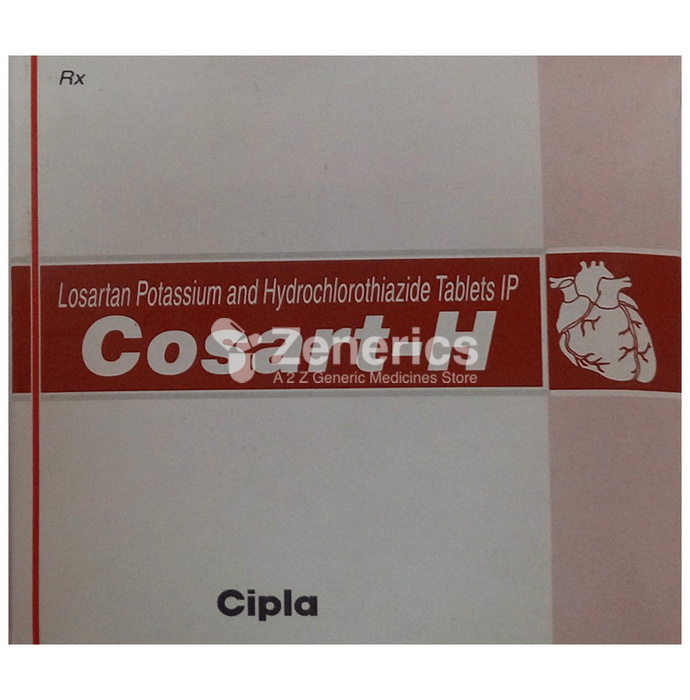 Rx
Losartan Potassium and Hydrochlorothiazide Tablets IP
Cosart-H
Zenerics
A 2 Z Generic Medicines Store
Cipla